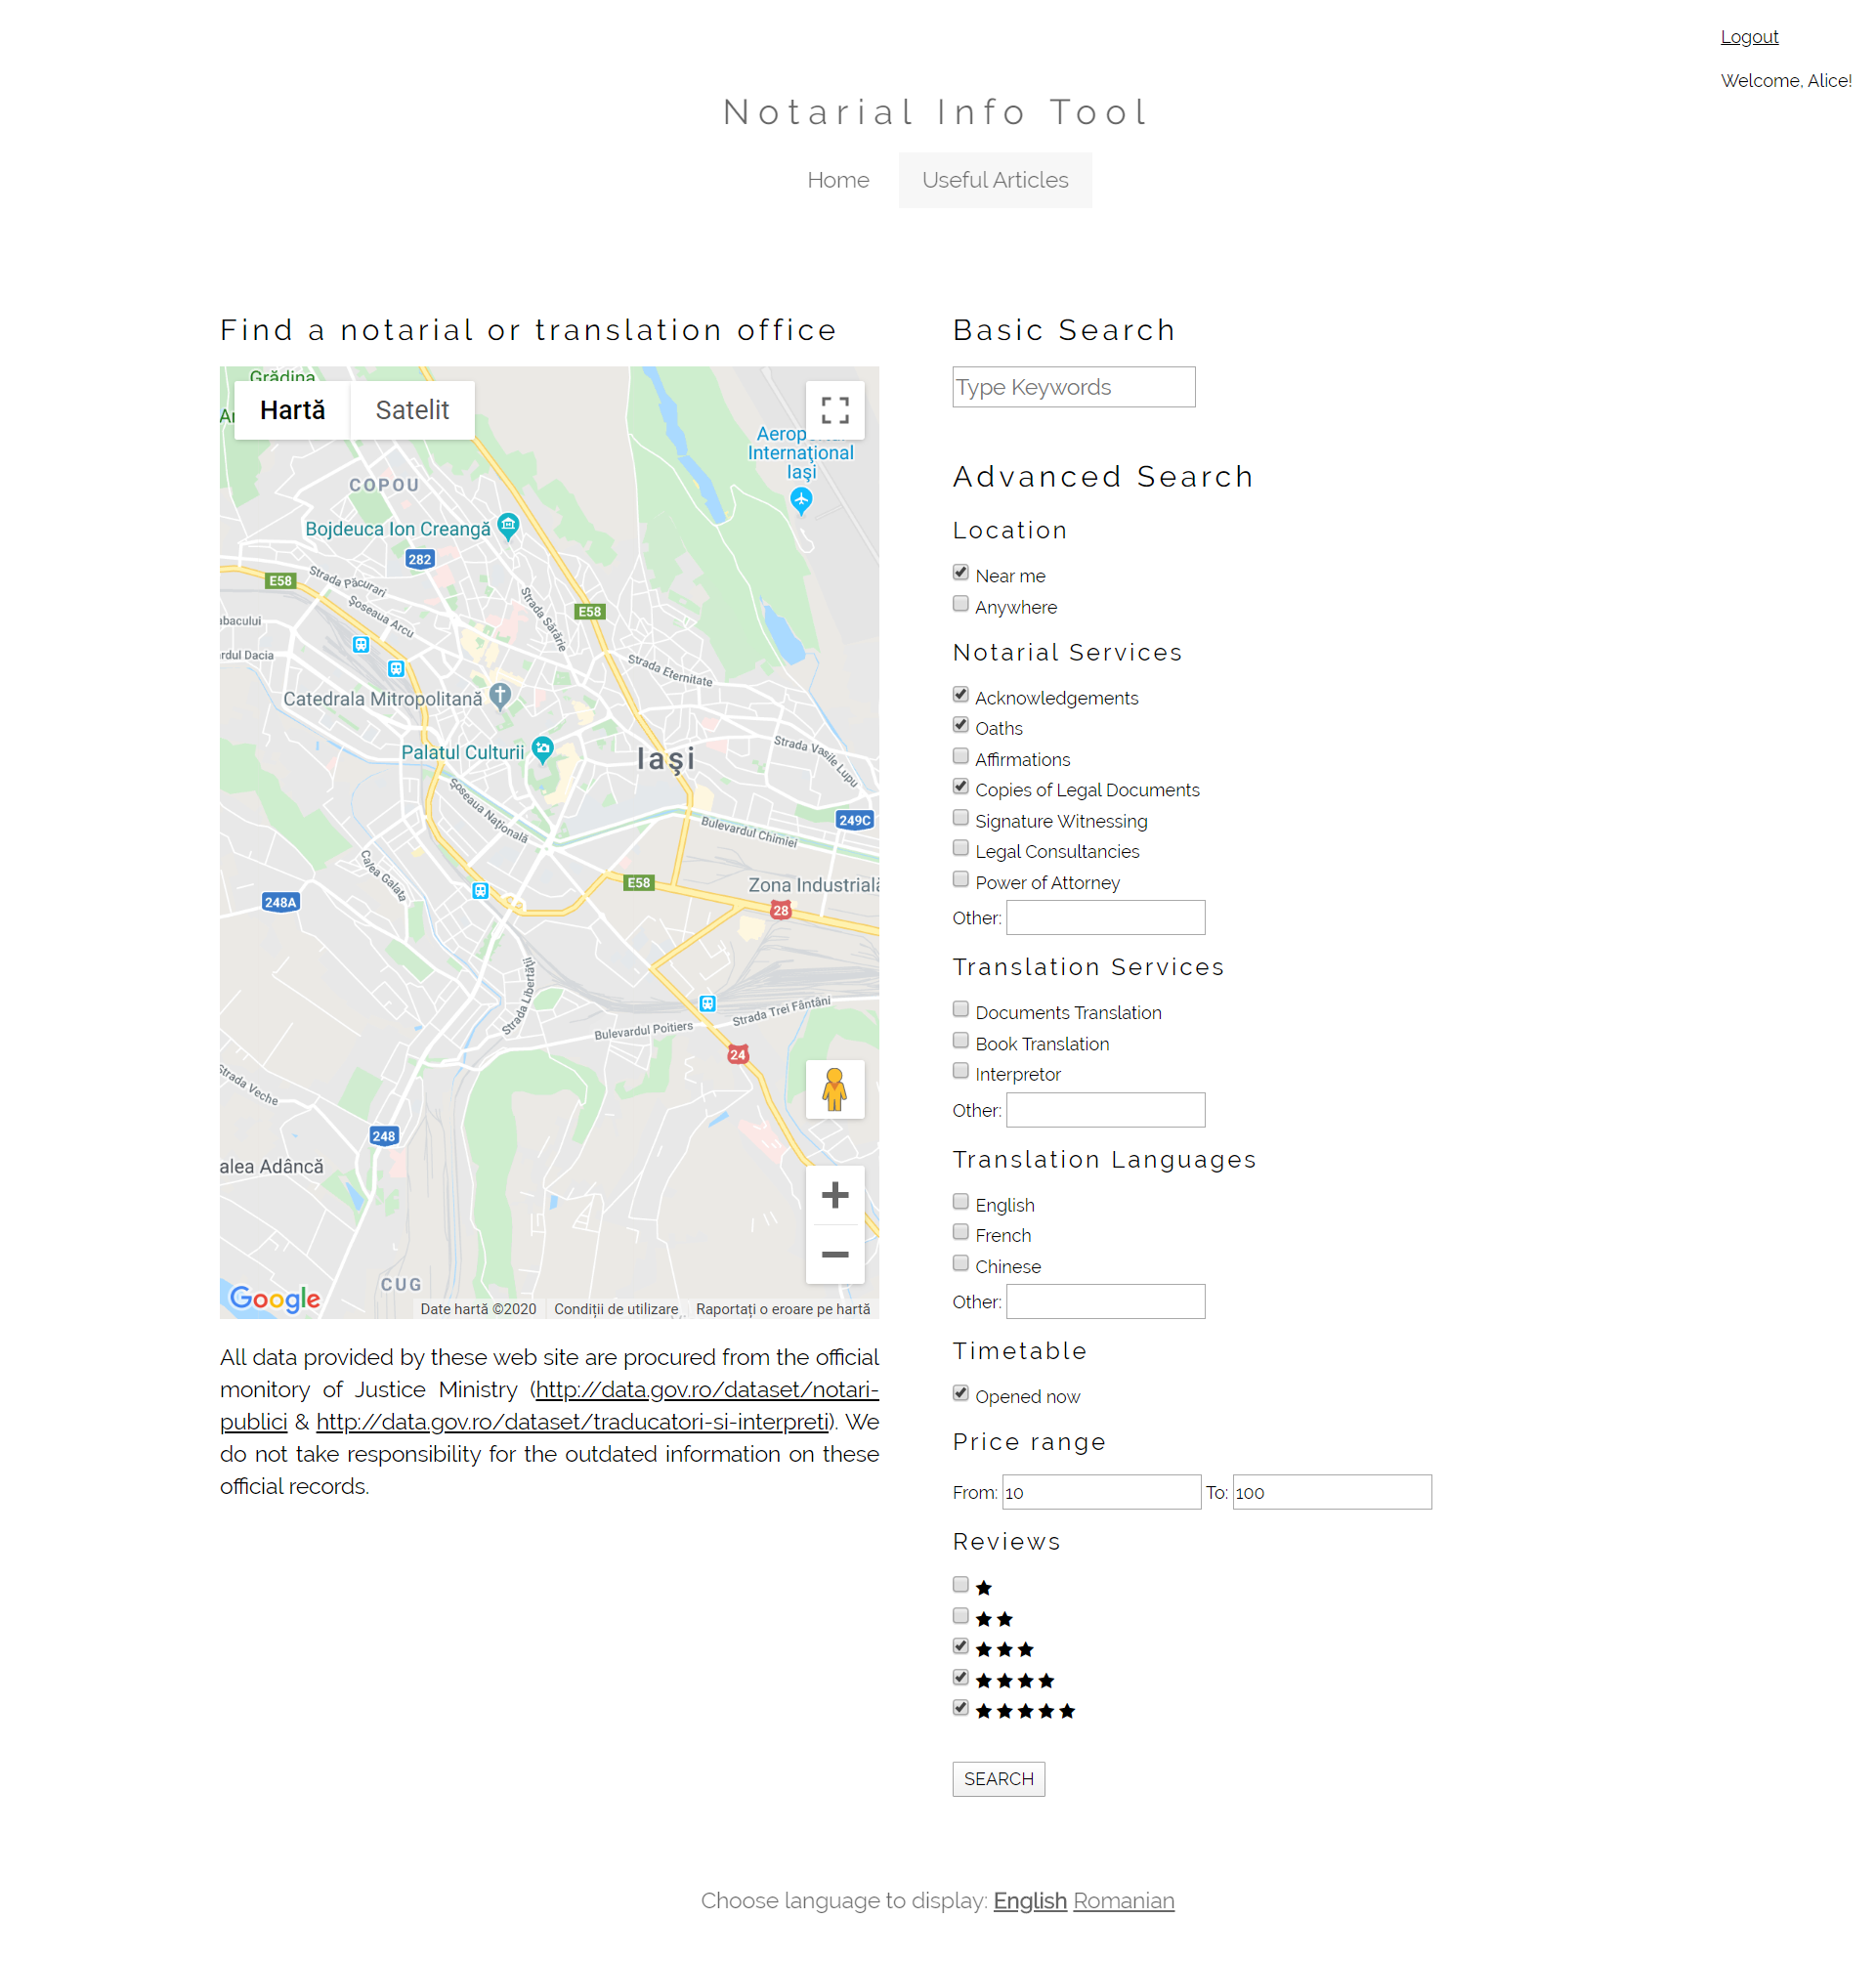 Logout
Welcome, Alice!
Notarial Info Tool
Home
Useful Articles
Find a notarial or translation office
Grădina
Hartă
Satelit
Aeroportul
Internațional
Iași
COPOU
Bojdeuca Ion Creangă
282
E58
Strada Păcurari
Șoseaua Arcu
Strada Sărărie
E58
rdul Dacia
Strada Eternitate
Catedrala Mitropolitană
Palatul Culturii
Iaşi
Strada Vasile Lupu
Șoseaua Națională
249C
Bulevardul Chimiei
Calea Galata
E58
Zona Industrială
248A
28
Strada Libertății
Strada Trei Fântâni
Bulevardul Poitiers
24
Strada Veche
248
alea Adâncă
CUG
Google
Date hartă ©2020
Condiții de utilizare
Raportați o eroare pe hartă
All data provided by these web site are procured from the official
monitory of Justice Ministry (http://data.gov.ro/dataset/notari-
publici & http://data.gov.ro/dataset/traducatori-si-interpreti). We
do not take responsibility for the outdated information on these
official records.
Basic Search
Type Keywords
Advanced Search
Location
Near me
Anywhere
Notarial Services
Acknowledgements
Oaths
Affirmations
Copies of Legal Documents
Signature Witnessing
Legal Consultancies
Power of Attorney
Other:
Translation Services
Documents Translation
Book Translation
Interpretor
Other:
Translation Languages
English
French
Chinese
Other:
Timetable
Opened now
Price range
From: 10 To: 100
Reviews
SEARCH
Choose language to display: English Romanian